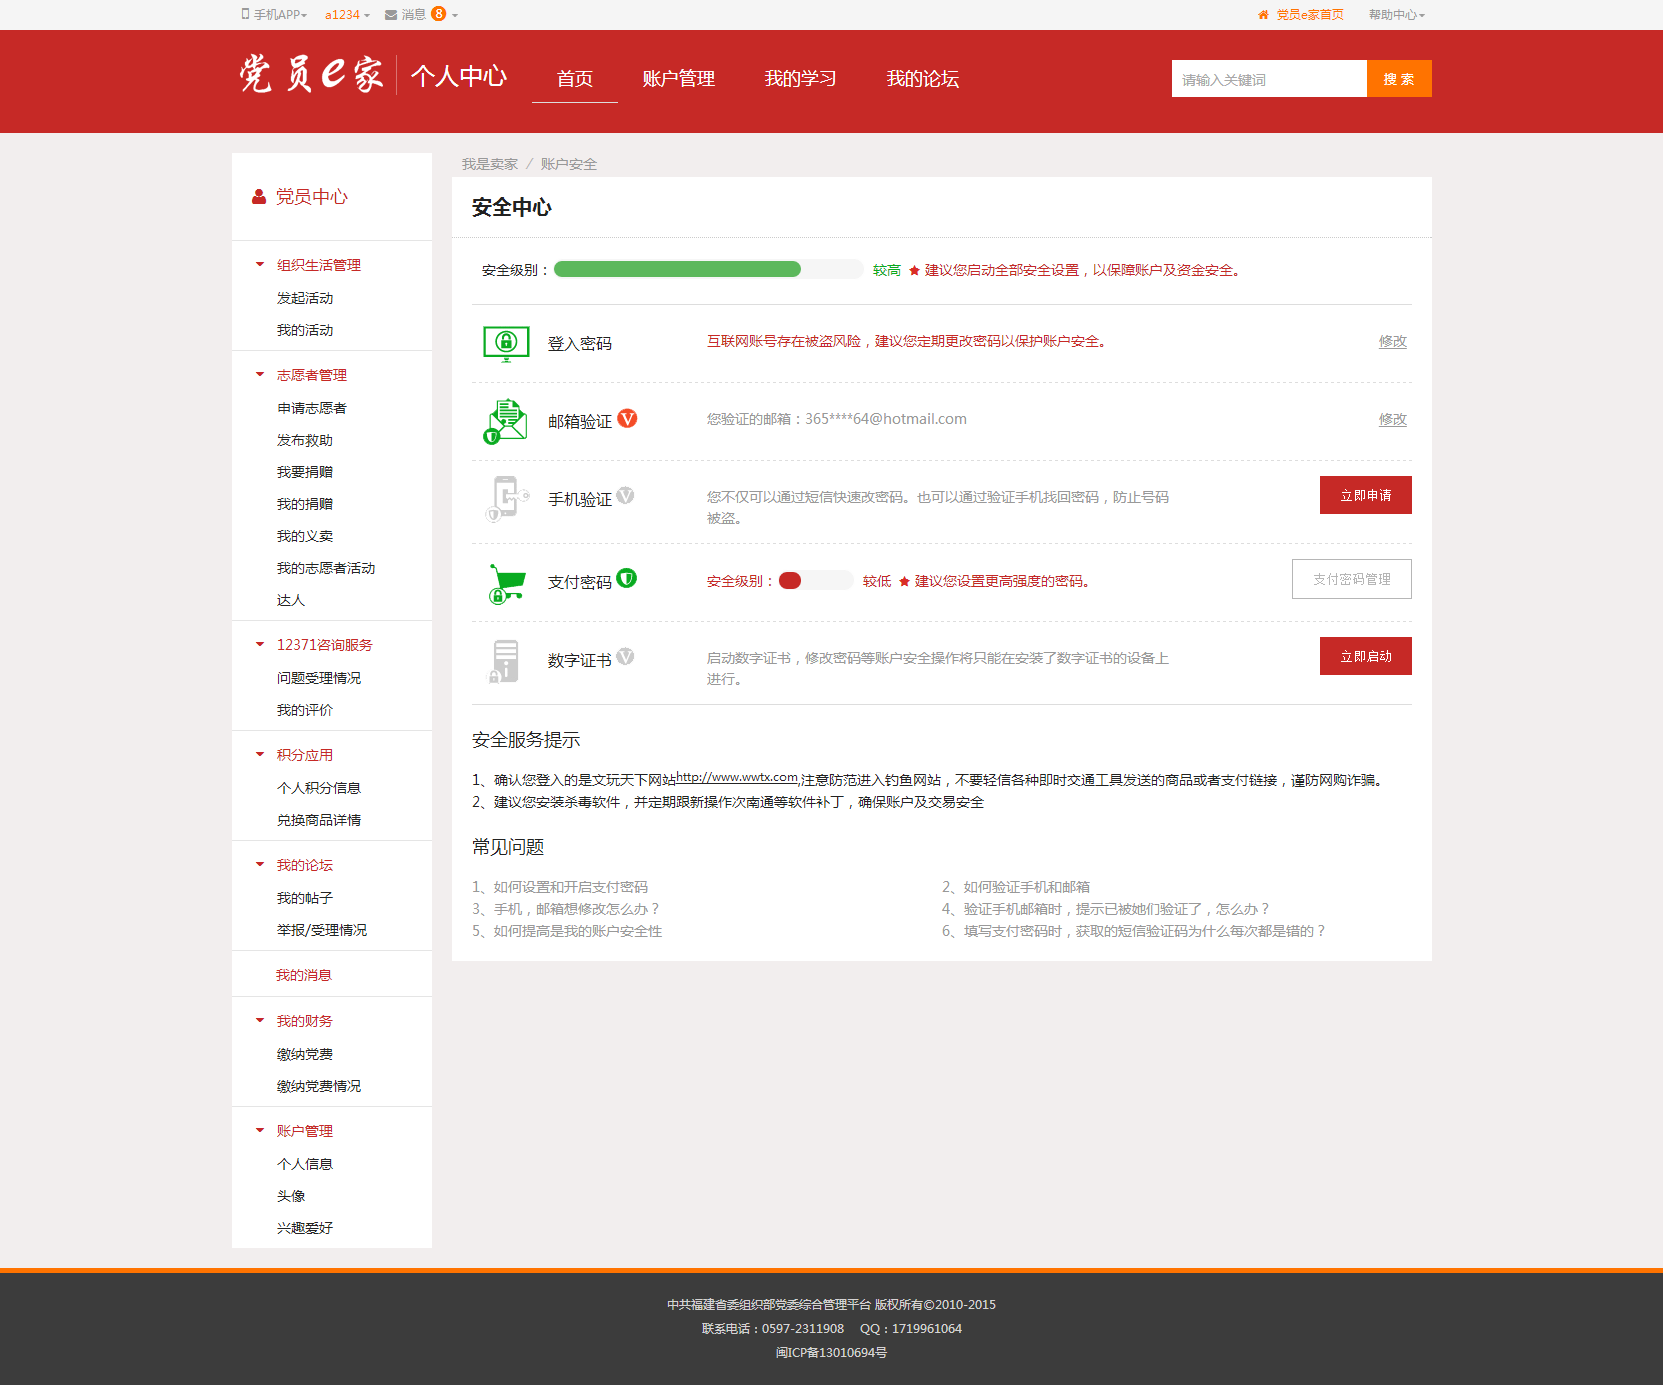 手机APP a1234 消息 8 党员e家首页 帮助中心
党员e家 个人中心 首页 账户管理 我的学习 我的论坛 请输入关键词 搜 索
党员中心
组织生活管理
发起活动
我的活动
志愿者管理
申请志愿者
发布救助
我要捐赠
我的捐赠
我的义卖
我的志愿者活动
达人
12371咨询服务
问题受理情况
我的评价
积分应用
个人积分信息
兑换商品详情
我的论坛
我的帖子
举报/受理情况
我的消息
我的财务
缴纳党费
缴纳党费情况
账户管理
个人信息
头像
兴趣爱好
我是卖家 / 账户安全
安全中心
安全级别： 较高 ★ 建议您启动全部安全设置，以保障账户及资金安全。
登入密码 互联网账号存在被盗风险，建议您定期更改密码以保护账户安全。 修改
邮箱验证 V 您验证的邮箱：365****64@hotmail.com 修改
手机验证 V 您不仅可以通过短信快速改密码。也可以通过验证手机找回密码，防止号码
被盗。 立即申请
支付密码 安全级别： 较低 ★ 建议您设置更高强度的密码。 支付密码管理
数字证书 V 启动数字证书，修改密码等账户安全操作将只能在安装了数字证书的设备上
进行。 立即启动
安全服务提示
1、确认您登入的是文玩天下网站http://www.wwtx.com,注意防范进入钓鱼网站，不要轻信各种即时交通工具发送的商品或者支付链接，谨防网购诈骗。
2、建议您安装杀毒软件，并定期跟新操作次南通等软件补丁，确保账户及交易安全
常见问题
1、如何设置和开启支付密码 2、如何验证手机和邮箱
3、手机，邮箱想修改怎么办？ 4、验证手机邮箱时，提示已被她们验证了，怎么办？
5、如何提高是我的账户安全性 6、填写支付密码时，获取的短信验证码为什么每次都是错的？
中共福建省委组织部党委综合管理平台 版权所有©2010-2015
联系电话：0597-2311908 QQ：1719961064
闽ICP备13010694号